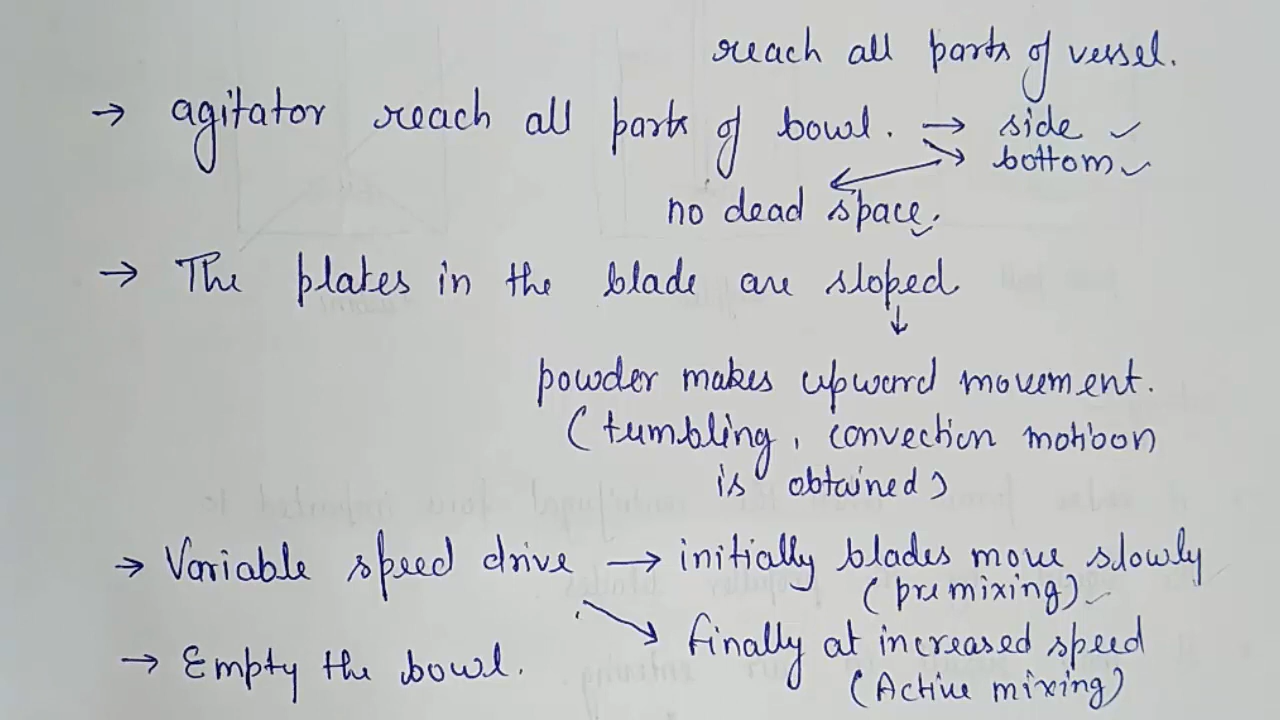 reach all parts of vessel.
→ agitator reach all parts of bowl. → side ✓
→ bottom ✓
no dead space. ✓
→ The plates in the blade are sloped
↓
powder makes upward movement.
(tumbling, convection motioon
is obtained)
→ Variable speed drive → initially blades move slowly
(premixing) ✓
→ Finally at increased speed
(Active mixing)
→ Empty the bowl.